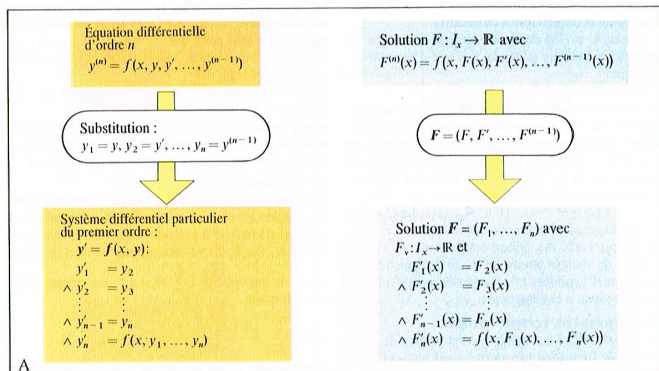 Équation différentielle
d'ordre n
y⁽ⁿ⁾ = f(x, y, y′, …, y⁽ⁿ⁻¹⁾)
Substitution :
y₁ = y, y₂ = y′, …, yₙ = y⁽ⁿ⁻¹⁾
Système différentiel particulier
du premier ordre :
y′ = f(x, y):
y′₁ = y₂
∧ y′₂ = y₃
⋮ ⋮
∧ y′ₙ₋₁ = yₙ
∧ y′ₙ = f(x, y₁, …, yₙ)
Solution F : Iₓ → ℝ avec
F⁽ⁿ⁾(x) = f(x, F(x), F′(x), …, F⁽ⁿ⁻¹⁾(x))
F = (F, F′, …, F⁽ⁿ⁻¹⁾)
Solution F = (F₁, …, Fₙ) avec
Fᵥ : Iₓ → ℝ et
F′₁(x) = F₂(x)
∧ F′₂(x) = F₃(x)
⋮ ⋮
∧ F′ₙ₋₁(x) = Fₙ(x)
∧ F′ₙ(x) = f(x, F₁(x), …, Fₙ(x))
A